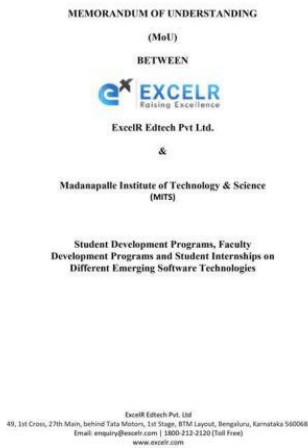 MEMORANDUM OF UNDERSTANDING
(MoU)
BETWEEN
ex EXCELR
Raising Excellence
ExcelR Edtech Pvt Ltd.
&
Madanapalle Institute of Technology & Science
(MITS)
Student Development Programs, Faculty
Development Programs and Student Internships on
Different Emerging Software Technologies
ExcelR Edtech Pvt. Ltd
49, 1st Cross, 27th Main, behind Tata Motors, 1st Stage, BTM Layout, Bengaluru, Karnataka 560068
Email: enquiry@excelr.com | 1800-212-2120 (Toll Free)
www.excelr.com